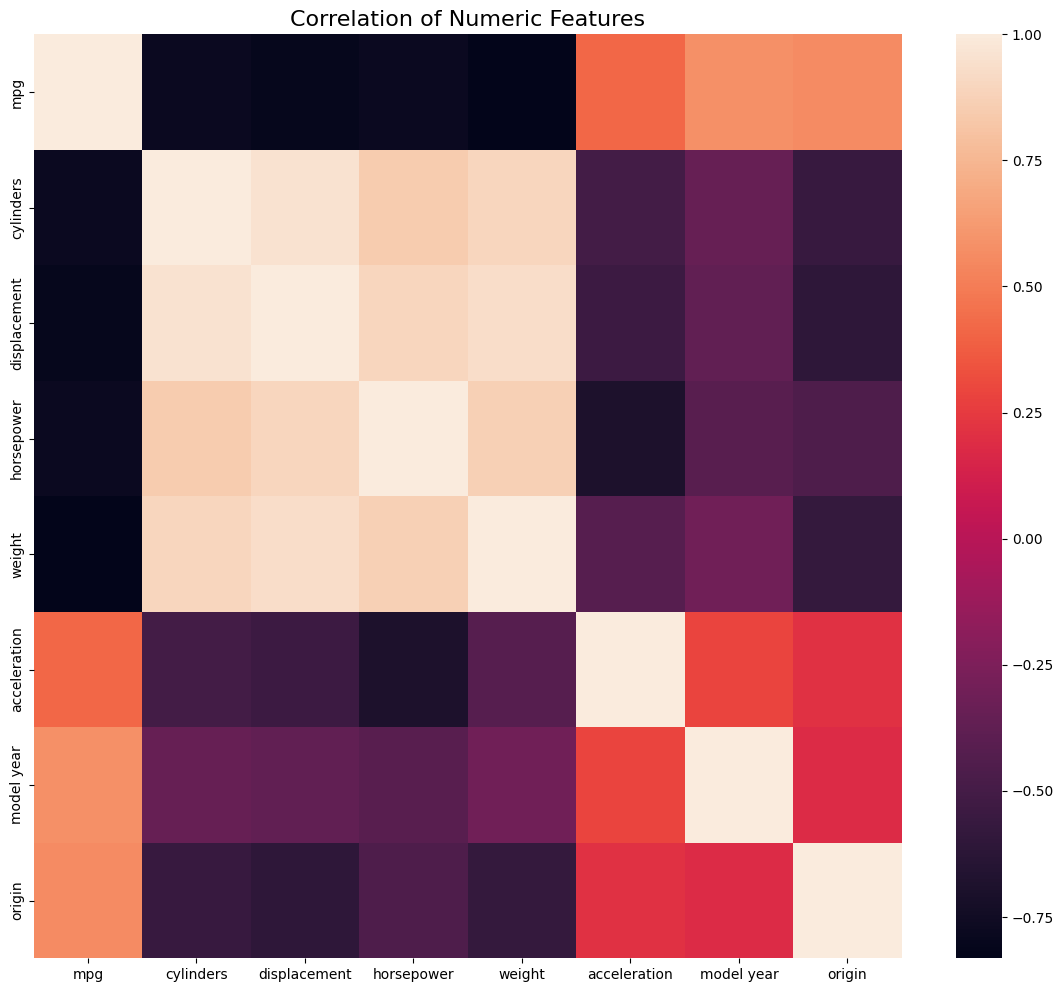 Correlation of Numeric Features
mpg
cylinders
displacement
horsepower
weight
acceleration
model year
origin
mpg cylinders displacement horsepower weight acceleration model year origin
1.00
0.75
0.50
0.25
0.00
−0.25
−0.50
−0.75